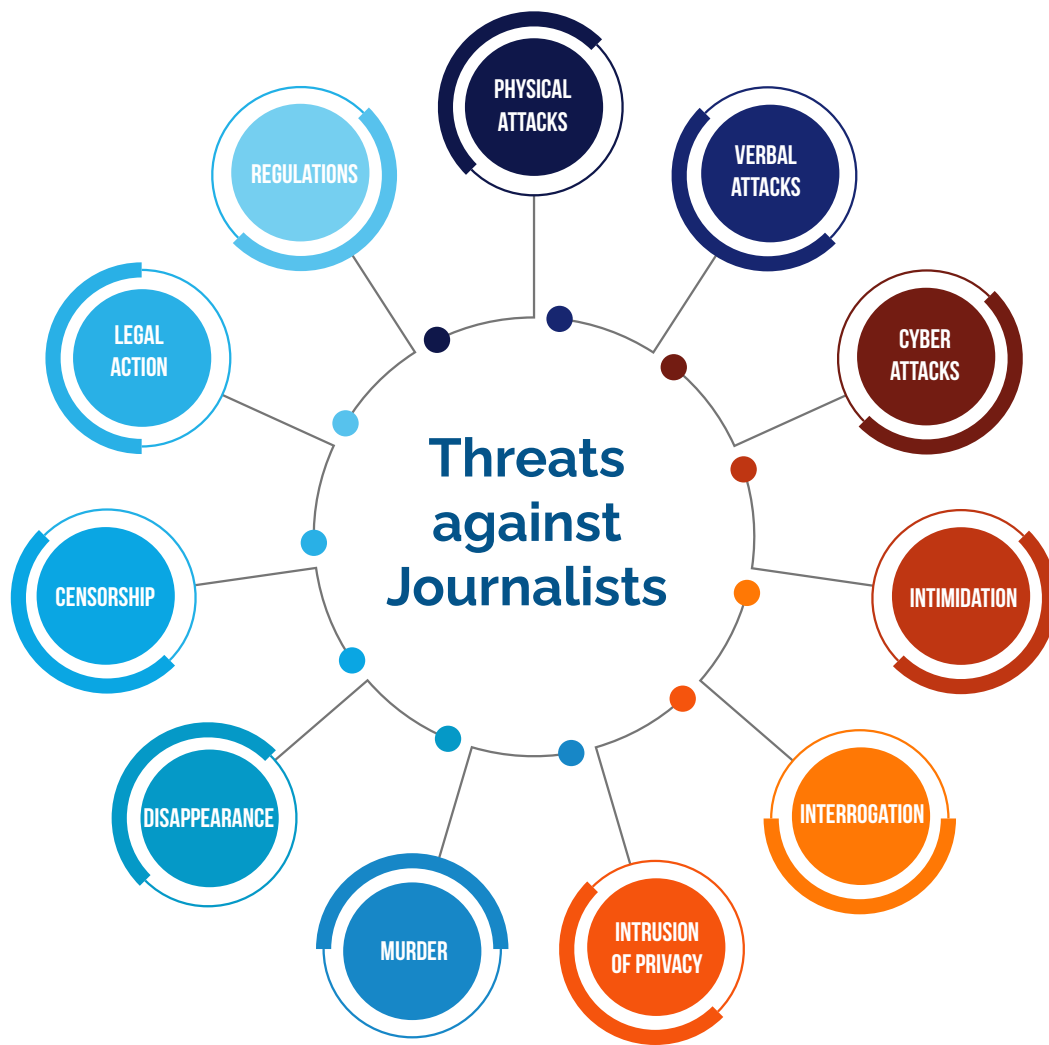 Threats
against
Journalists
PHYSICAL
ATTACKS
VERBAL
ATTACKS
CYBER
ATTACKS
INTIMIDATION
INTERROGATION
INTRUSION
OF PRIVACY
MURDER
DISAPPEARANCE
CENSORSHIP
LEGAL
ACTION
REGULATIONS